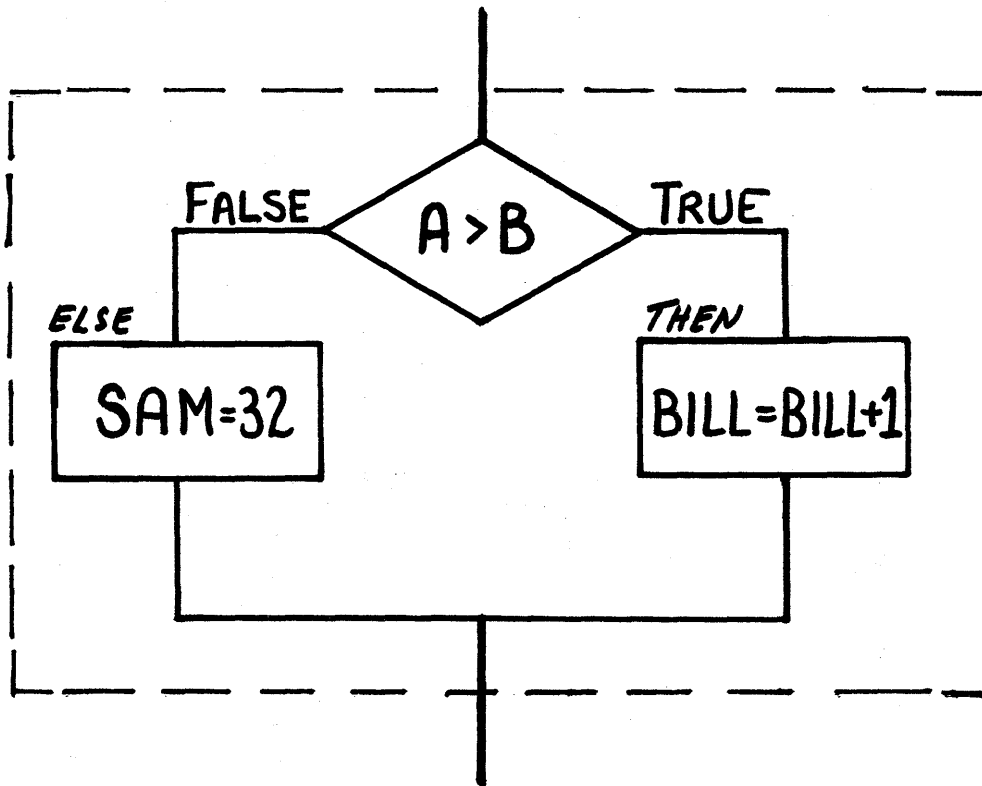 FALSE
TRUE
A > B
ELSE
THEN
SAM=32
BILL=BILL+1